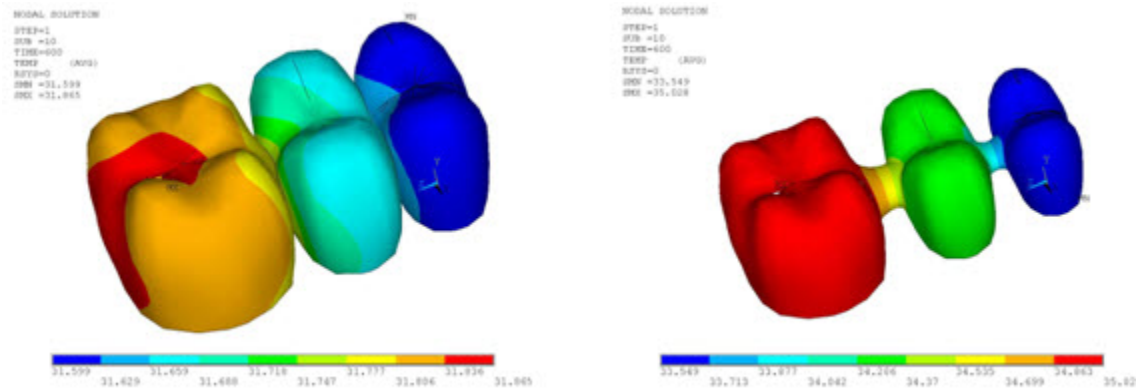 NODAL SOLUTION
STEP=1
SUB =10
TIME=600
TEMP (AVG)
RSYS=0
SMN =31.599
SMX =31.865
MN
Y
MX
31.599 31.659 31.718 31.777 31.836
31.629 31.688 31.747 31.806 31.865
NODAL SOLUTION
STEP=1
SUB =10
TIME=600
TEMP (AVG)
RSYS=0
SMN =33.549
SMX =35.028
Y
MN
33.549 33.877 34.206 34.535 34.863
33.713 34.042 34.37 34.699 35.02